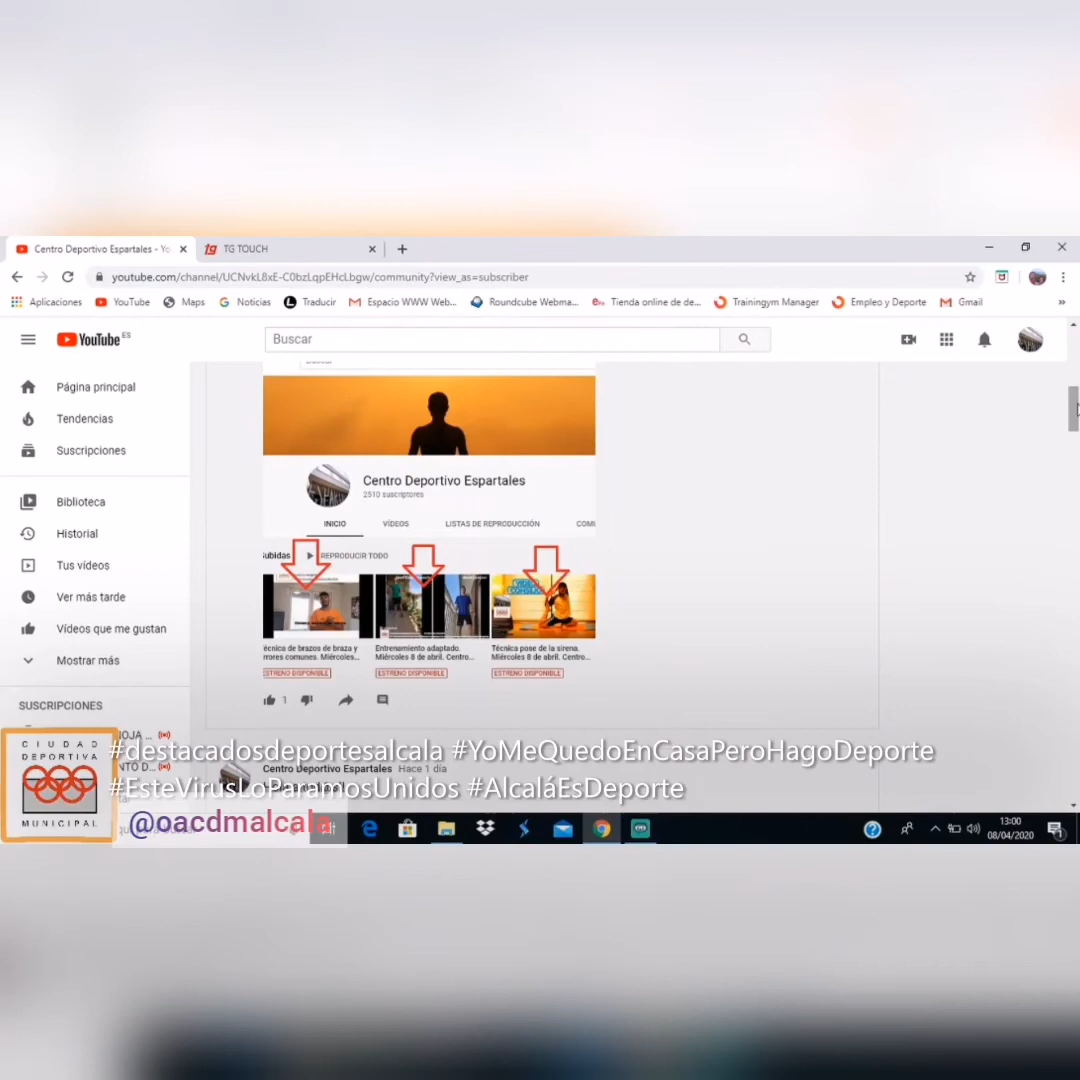 Centro Deportivo Espartales - Yo
TG TOUCH
youtube.com/channel/UCNvkL8xE-C0bzLqpEHcLbgw/community?view_as=subscriber
Aplicaciones YouTube Maps Noticias Traducir Espacio WWW Web... Roundcube Webma... Tienda online de de... Trainingym Manager Empleo y Deporte Gmail
YouTube ES
Buscar
Página principal
Tendencias
Suscripciones
Biblioteca
Historial
Tus vídeos
Ver más tarde
Vídeos que me gustan
Mostrar más
SUSCRIPCIONES
Centro Deportivo Espartales
2510 suscriptores
INICIO VÍDEOS LISTAS DE REPRODUCCIÓN COMU
Subidas REPRODUCIR TODO
écnica de brazos de braza y
rrores comunes. Miércoles...
ESTRENO DISPONIBLE
Entrenamiento adaptado.
Miércoles 8 de abril. Centro...
ESTRENO DISPONIBLE
Técnica pose de la sirena.
Miércoles 8 de abril. Centro...
ESTRENO DISPONIBLE
1
#destacadosdeportesalcala #YoMeQuedoEnCasaPeroHagoDeporte
Centro Deportivo Espartales Hace 1 día
#EsteVirusLoParamosUnidos #AlcaláEsDeporte
@oacdmalcala
CIUDAD
DEPORTIVA
MUNICIPAL
13:00
08/04/2020